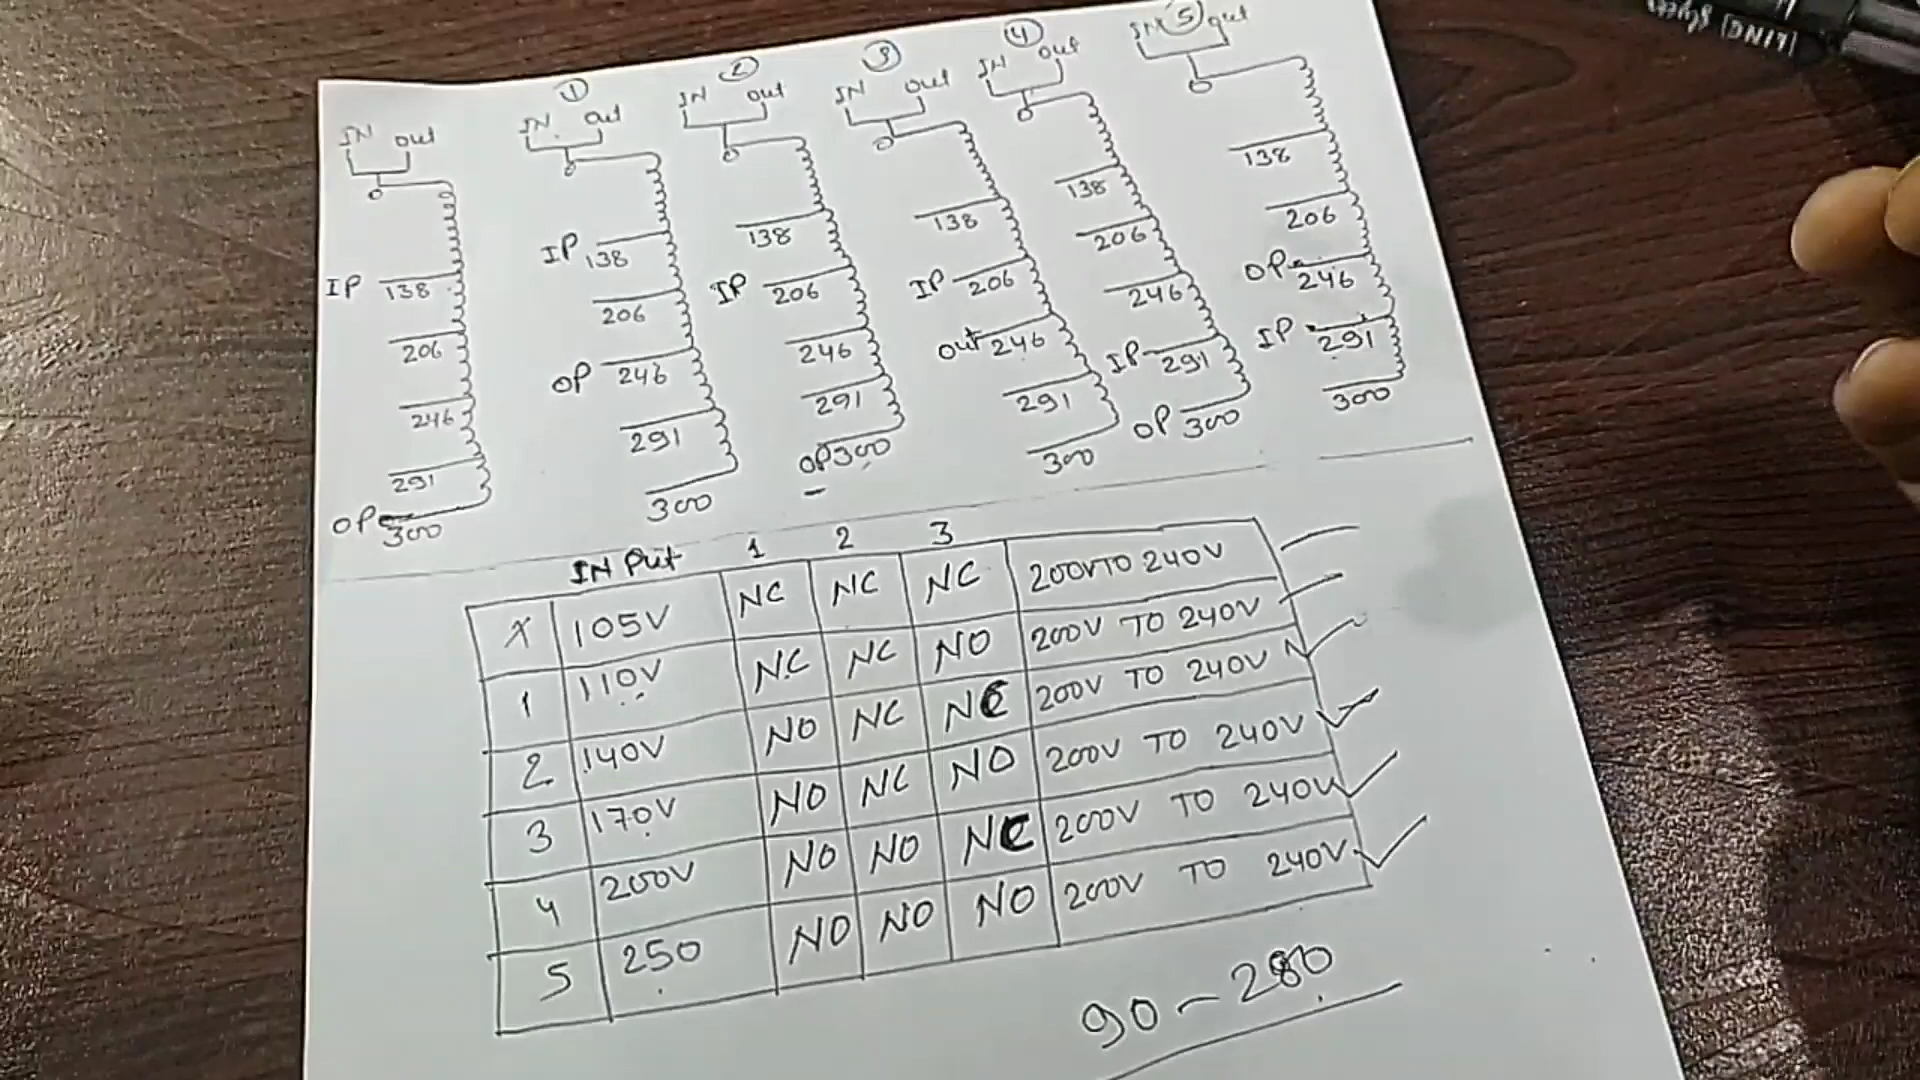 IN out
IP 138
206
246
291
OP 300
1
IN out
IP 138
206
OP 246
291
300
2
IN out
138
IP 206
246
291
OP 300
3
IN out
138
IP 206
out 246
291
300
4
IN out
138
206
246
IP 291
OP 300
5
IN out
138
206
OP 246
IP 291
300
IN Put 1 2 3
X 105V NC NC NC 200V TO 240V
1 110V NC NC NO 200V TO 240V
2 140V NO NC NC 200V TO 240V
3 170V NO NC NO 200V TO 240V
4 200V NO NO NC 200V TO 240V
5 250 NO NO NO 200V TO 240V
90-280